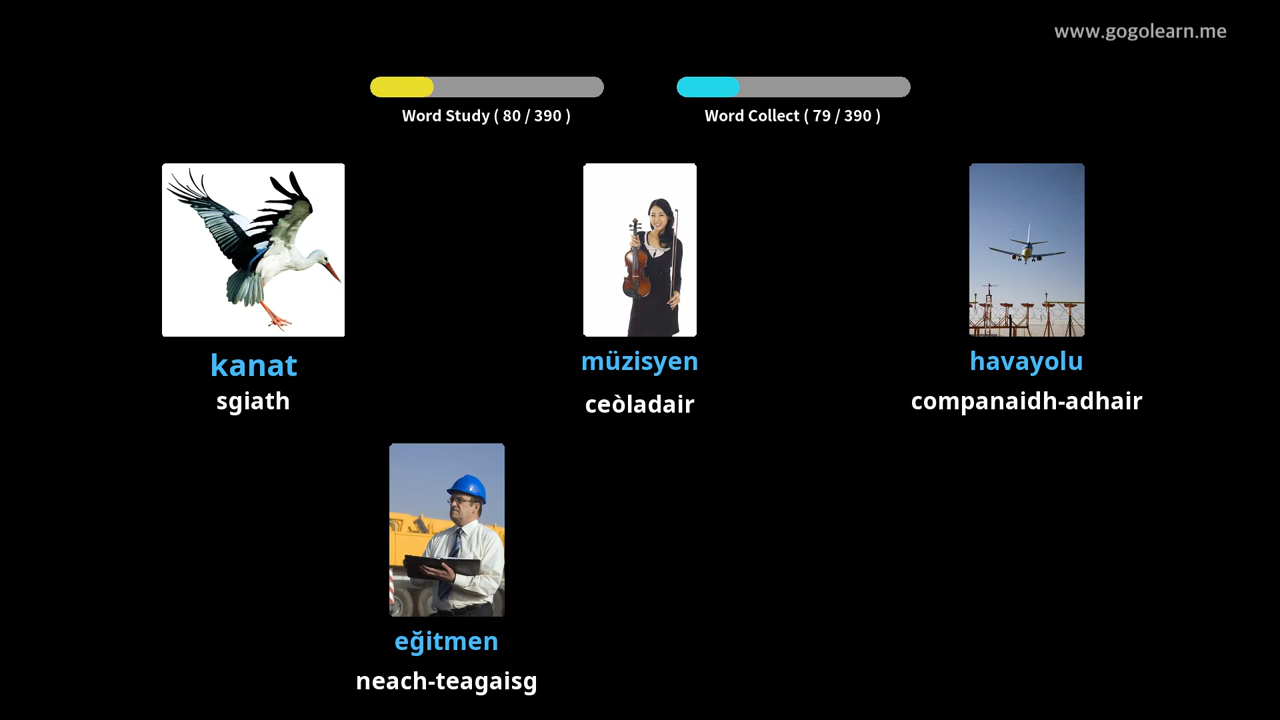 www.gogolearn.me
Word Study ( 80 / 390 )
Word Collect ( 79 / 390 )
kanat
sgiath
müzisyen
ceòladair
havayolu
companaidh-adhair
eğitmen
neach-teagaisg